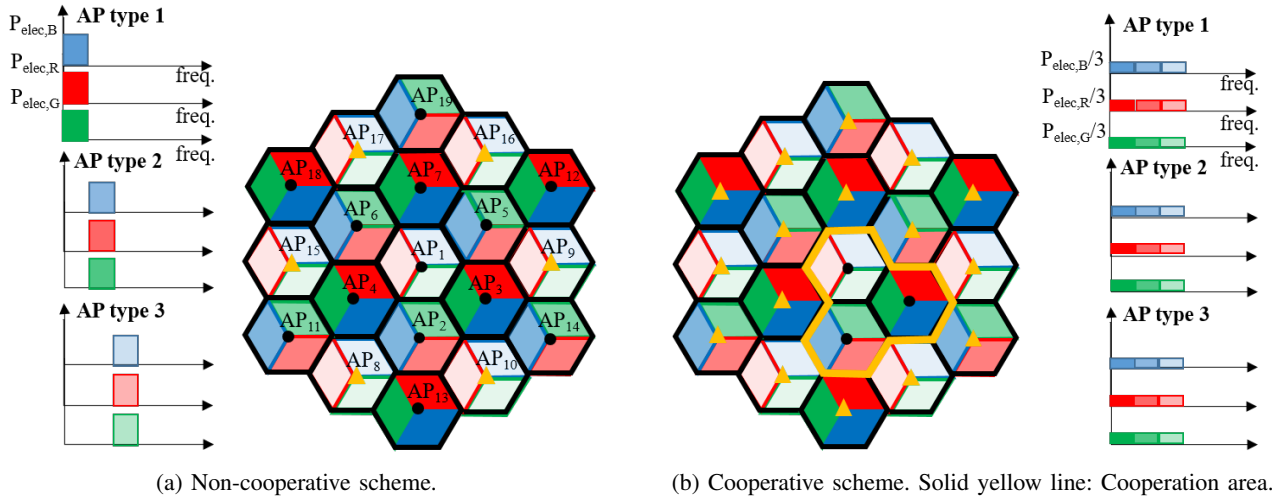 AP type 1
P_elec,B
P_elec,R
freq.
P_elec,G
freq.
freq.
AP type 2
AP type 3
AP_19
AP_17
AP_16
AP_18
AP_7
AP_12
AP_6
AP_5
AP_15
AP_1
AP_9
AP_4
AP_3
AP_11
AP_2
AP_14
AP_8
AP_10
AP_13
(a) Non-cooperative scheme.
AP type 1
P_elec,B/3
freq.
P_elec,R/3
freq.
P_elec,G/3
freq.
AP type 2
AP type 3
(b) Cooperative scheme. Solid yellow line: Cooperation area.